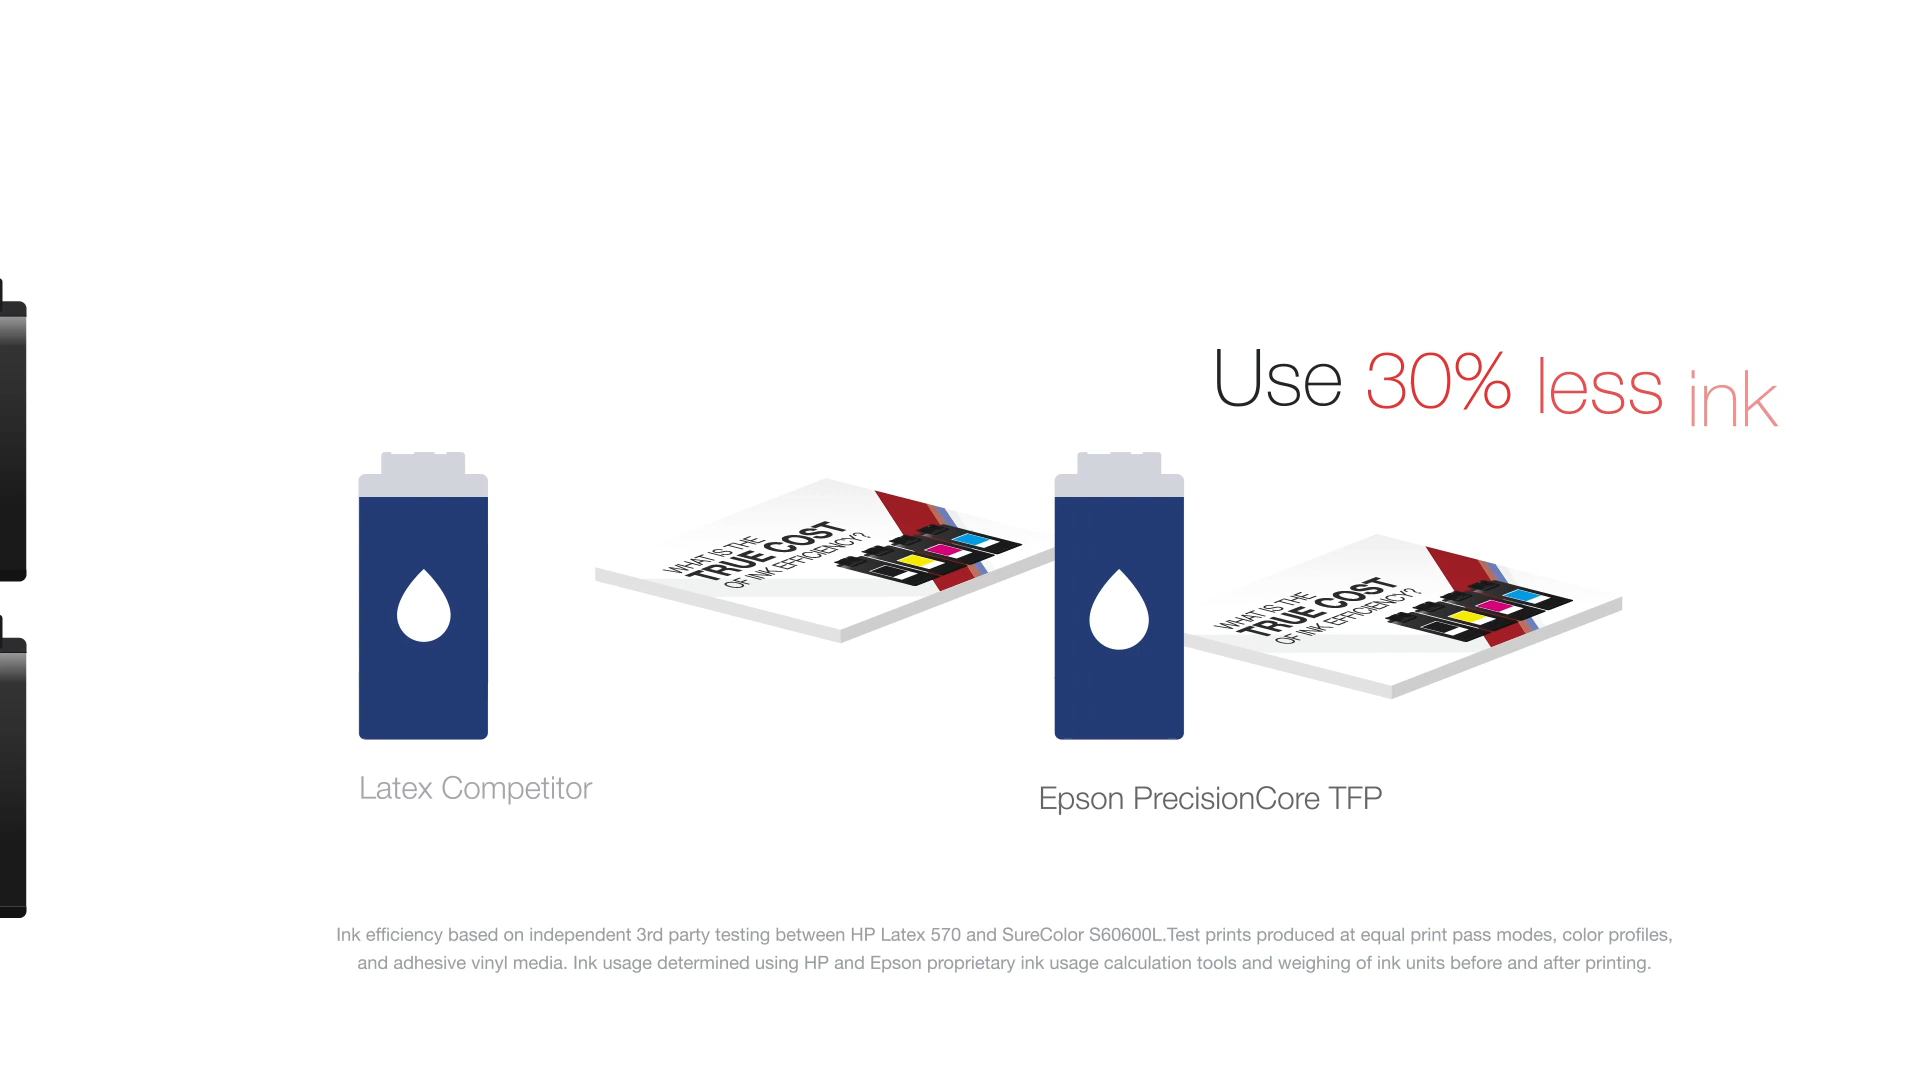 Use 30% less ink
WHAT IS THE
TRUE COST
OF INK EFFICIENCY?
WHAT IS THE
TRUE COST
OF INK EFFICIENCY?
Latex Competitor
Epson PrecisionCore TFP
Ink efficiency based on independent 3rd party testing between HP Latex 570 and SureColor S60600L.Test prints produced at equal print pass modes, color profiles,
and adhesive vinyl media. Ink usage determined using HP and Epson proprietary ink usage calculation tools and weighing of ink units before and after printing.